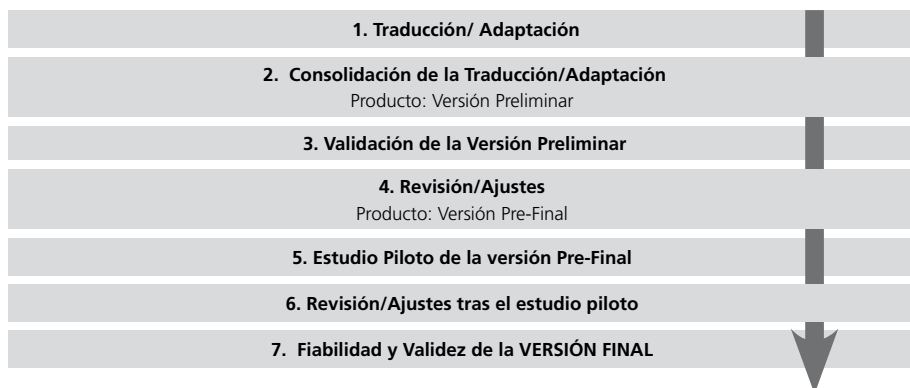 1. Traducción/ Adaptación
2. Consolidación de la Traducción/Adaptación
Producto: Versión Preliminar
3. Validación de la Versión Preliminar
4. Revisión/Ajustes
Producto: Versión Pre-Final
5. Estudio Piloto de la versión Pre-Final
6. Revisión/Ajustes tras el estudio piloto
7. Fiabilidad y Validez de la VERSIÓN FINAL